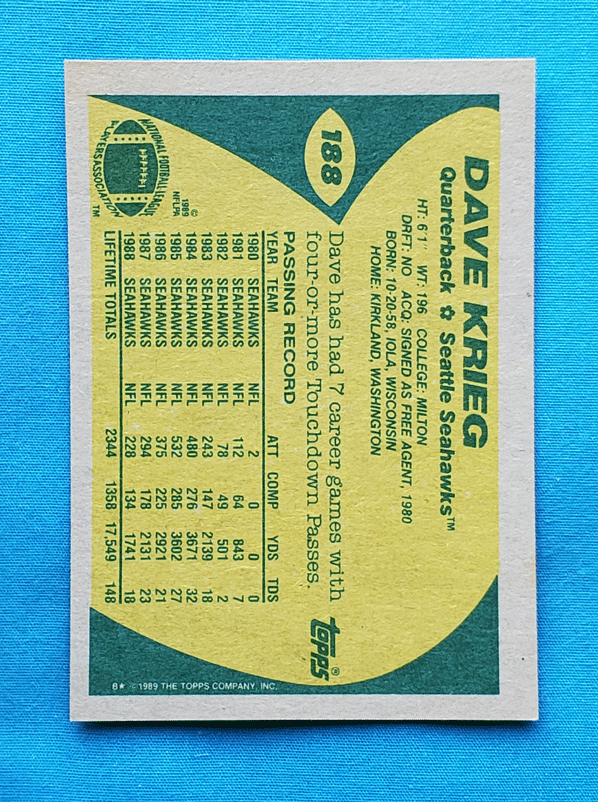 188
DAVE KRIEG
Quarterback ✩ Seattle Seahawks™
HT: 6'1" WT: 196 COLLEGE: MILTON
DRFT: NO ACQ: SIGNED AS FREE AGENT, 1980
BORN: 10-20-58, IOLA, WISCONSIN
HOME: KIRKLAND, WASHINGTON
Dave has had 7 career games with
four-or-more Touchdown Passes.
topps®
PASSING RECORD
YEAR TEAM ATT COMP YDS TDS
1980 SEAHAWKS NFL 2 0 0 0
1981 SEAHAWKS NFL 112 64 843 7
1982 SEAHAWKS NFL 78 49 501 2
1983 SEAHAWKS NFL 243 147 2139 18
1984 SEAHAWKS NFL 480 276 3671 32
1985 SEAHAWKS NFL 532 285 3602 27
1986 SEAHAWKS NFL 375 225 2921 21
1987 SEAHAWKS NFL 294 178 2131 23
1988 SEAHAWKS NFL 228 134 1741 18
LIFETIME TOTALS 2344 1358 17,549 148
NATIONAL FOOTBALL LEAGUE
PLAYERS ASSOCIATION
™
©
1989
NFLPA
B★ ©1989 THE TOPPS COMPANY, INC.